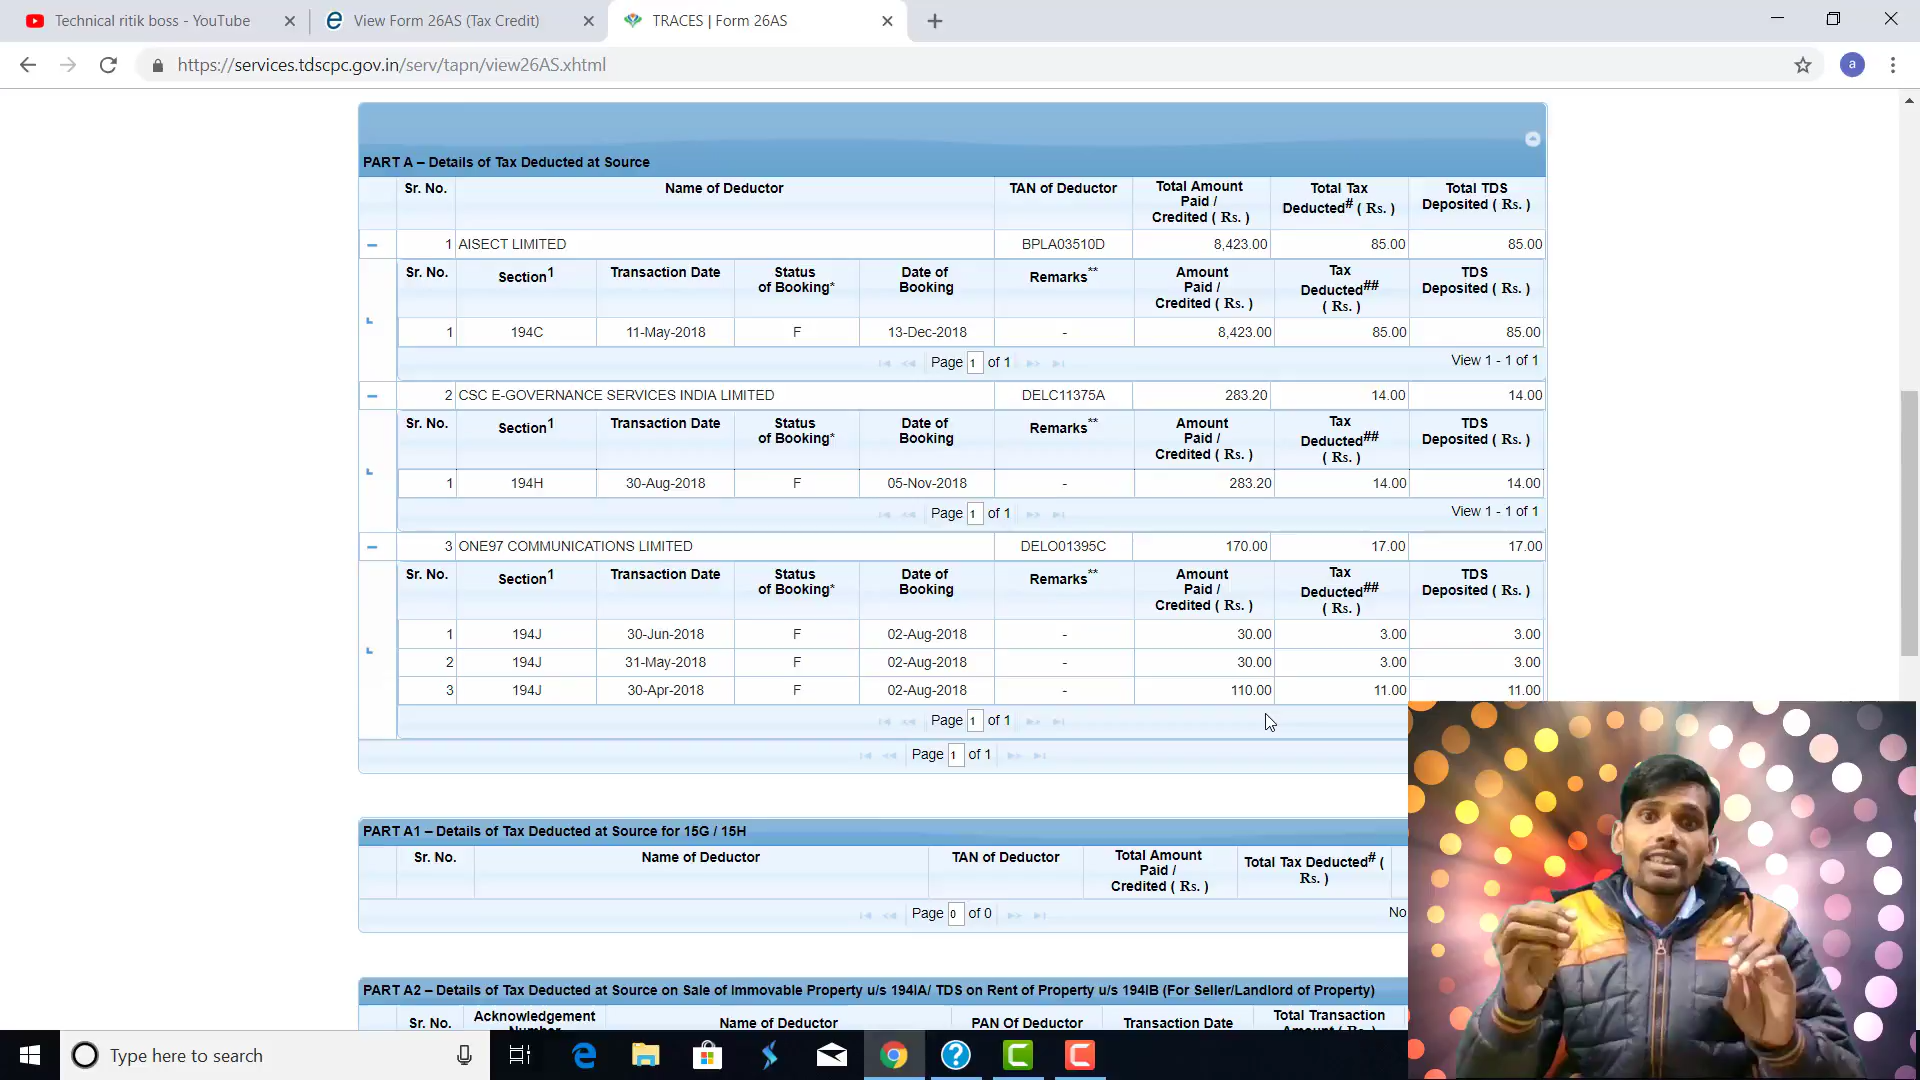 Technical ritik boss - YouTube
View Form 26AS (Tax Credit)
TRACES | Form 26AS
https://services.tdscpc.gov.in/serv/tapn/view26AS.xhtml
a
PART A – Details of Tax Deducted at Source
Sr. No. Name of Deductor TAN of Deductor Total Amount Paid / Credited ( Rs. ) Total Tax Deducted# ( Rs. ) Total TDS Deposited ( Rs. )
1 AISECT LIMITED BPLA03510D 8,423.00 85.00 85.00
Sr. No. Section1 Transaction Date Status of Booking* Date of Booking Remarks** Amount Paid / Credited ( Rs. ) Tax Deducted## ( Rs. ) TDS Deposited ( Rs. )
1 194C 11-May-2018 F 13-Dec-2018 - 8,423.00 85.00 85.00
Page 1 of 1 View 1 - 1 of 1
2 CSC E-GOVERNANCE SERVICES INDIA LIMITED DELC11375A 283.20 14.00 14.00
Sr. No. Section1 Transaction Date Status of Booking* Date of Booking Remarks** Amount Paid / Credited ( Rs. ) Tax Deducted## ( Rs. ) TDS Deposited ( Rs. )
1 194H 30-Aug-2018 F 05-Nov-2018 - 283.20 14.00 14.00
Page 1 of 1 View 1 - 1 of 1
3 ONE97 COMMUNICATIONS LIMITED DELO01395C 170.00 17.00 17.00
Sr. No. Section1 Transaction Date Status of Booking* Date of Booking Remarks** Amount Paid / Credited ( Rs. ) Tax Deducted## ( Rs. ) TDS Deposited ( Rs. )
1 194J 30-Jun-2018 F 02-Aug-2018 - 30.00 3.00 3.00
2 194J 31-May-2018 F 02-Aug-2018 - 30.00 3.00 3.00
3 194J 30-Apr-2018 F 02-Aug-2018 - 110.00 11.00 11.00
Page 1 of 1
Page 1 of 1
PART A1 – Details of Tax Deducted at Source for 15G / 15H
Sr. No. Name of Deductor TAN of Deductor Total Amount Paid / Credited ( Rs. ) Total Tax Deducted# ( Rs. )
Page 0 of 0 No
PART A2 – Details of Tax Deducted at Source on Sale of Immovable Property u/s 194IA/ TDS on Rent of Property u/s 194IB (For Seller/Landlord of Property)
Sr. No. Acknowledgement Number Name of Deductor PAN Of Deductor Transaction Date Total Transaction Amount ( Rs. )
Type here to search